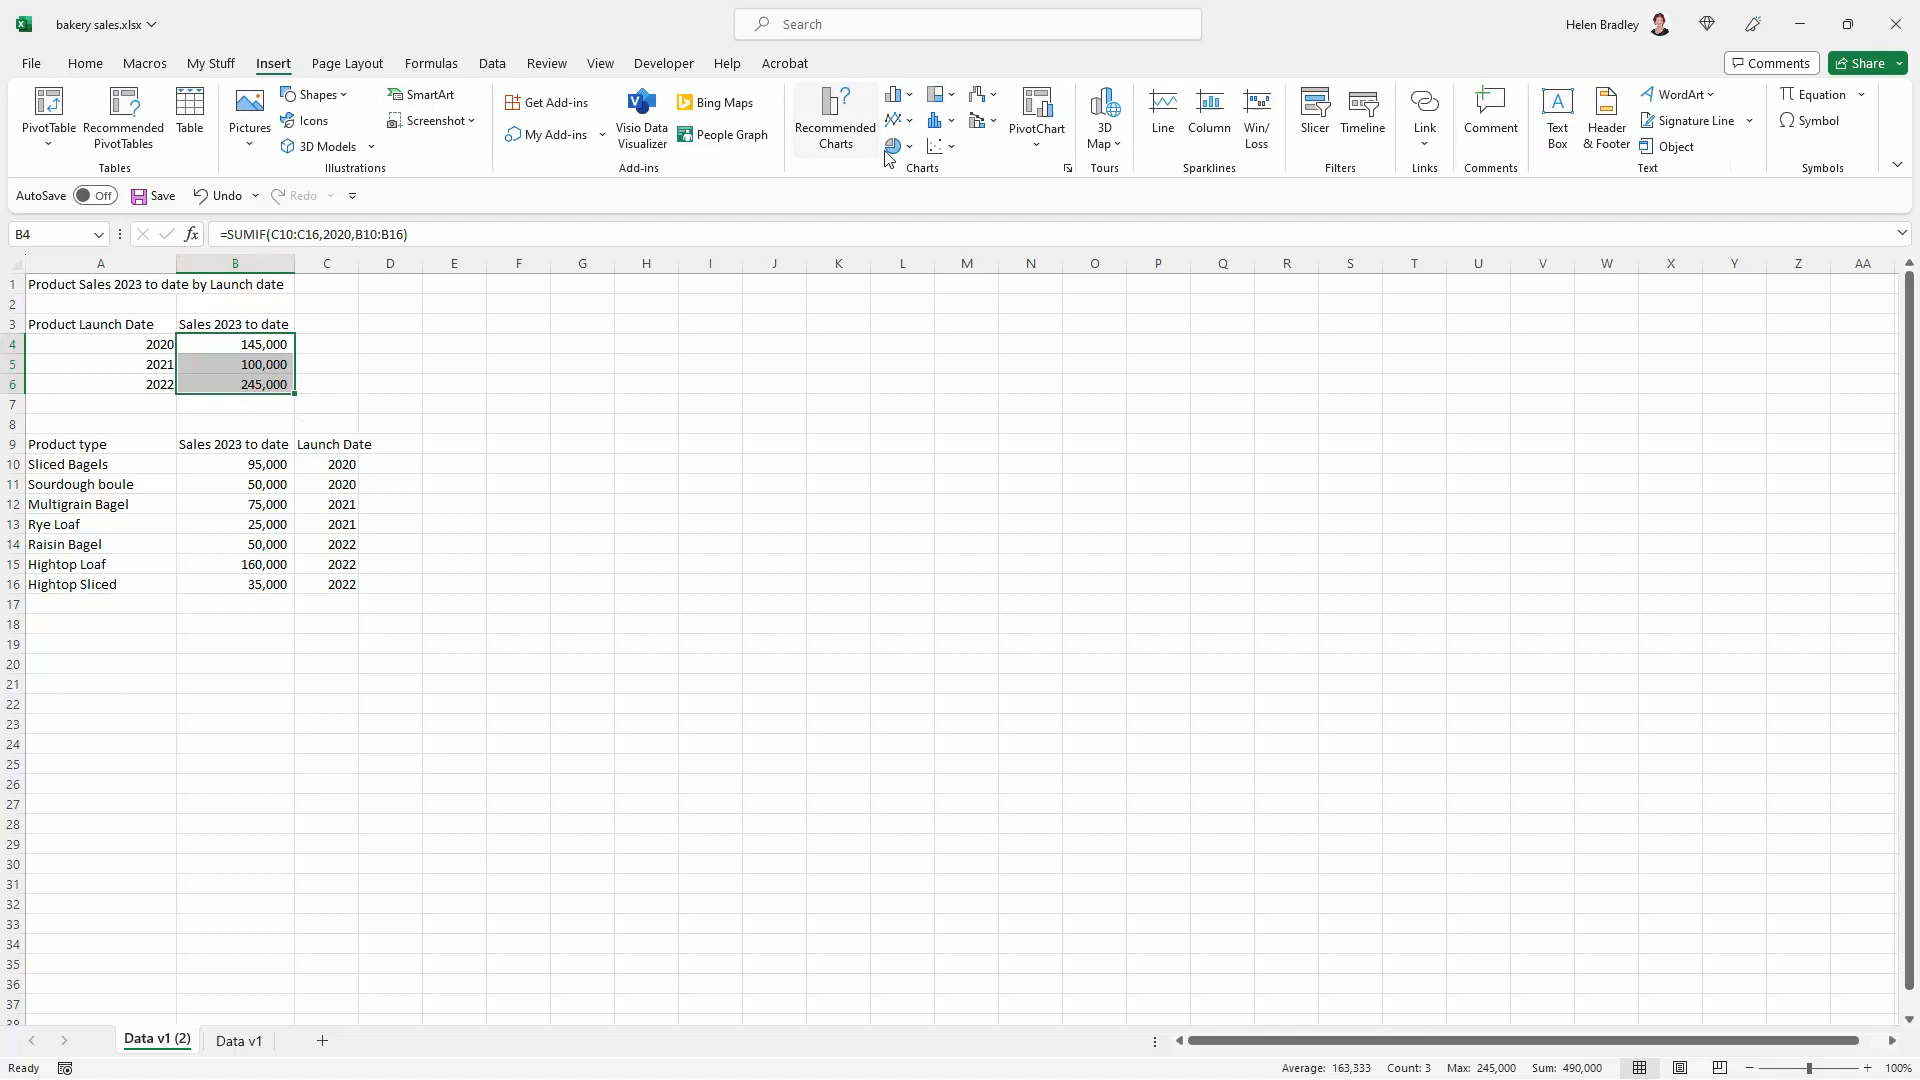 bakery sales.xlsx
Search
Helen Bradley
File Home Macros My Stuff Insert Page Layout Formulas Data Review View Developer Help Acrobat
Comments Share
PivotTable
Recommended
PivotTables
Table
Tables
Pictures
Shapes
Icons
3D Models
SmartArt
Screenshot
Illustrations
Get Add-ins
My Add-ins
Visio Data
Visualizer
Bing Maps
People Graph
Add-ins
Recommended
Charts
PivotChart
Charts
3D
Map
Tours
Line
Column
Win/
Loss
Sparklines
Slicer
Timeline
Filters
Link
Links
Comment
Comments
Text
Box
Header
& Footer
WordArt
Signature Line
Object
Text
Equation
Symbol
Symbols
AutoSave Off Save Undo Redo
B4 fx =SUMIF(C10:C16,2020,B10:B16)
A B C D E F G H I J K L M N O P Q R S T U V W X Y Z AA
1 Product Sales 2023 to date by Launch date
2
3 Product Launch Date Sales 2023 to date
4 2020 145,000
5 2021 100,000
6 2022 245,000
7
8
9 Product type Sales 2023 to date Launch Date
10 Sliced Bagels 95,000 2020
11 Sourdough boule 50,000 2020
12 Multigrain Bagel 75,000 2021
13 Rye Loaf 25,000 2021
14 Raisin Bagel 50,000 2022
15 Hightop Loaf 160,000 2022
16 Hightop Sliced 35,000 2022
17
18
19
20
21
22
23
24
25
26
27
28
29
30
31
32
33
34
35
36
37
38
Data v1 (2) Data v1
Ready Average: 163,333 Count: 3 Max: 245,000 Sum: 490,000 100%